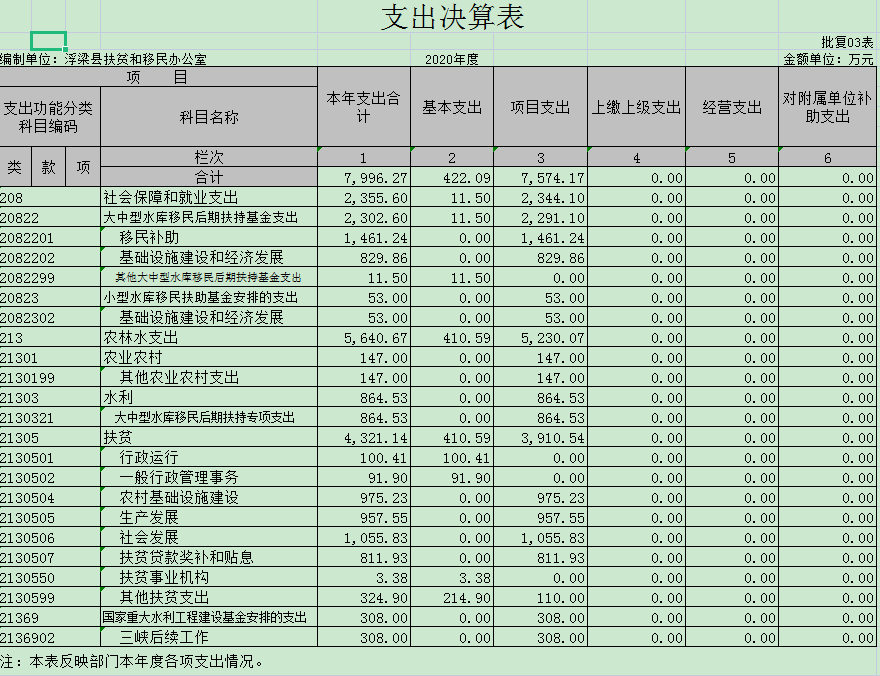 支出决算表
批复03表
编制单位：浮梁县扶贫和移民办公室 2020年度 金额单位：万元
项 目 本年支出合计 基本支出 项目支出 上缴上级支出 经营支出 对附属单位补助支出
支出功能分类科目编码 科目名称
类 款 项 栏次 1 2 3 4 5 6
合计 7,996.27 422.09 7,574.17 0.00 0.00 0.00
208 社会保障和就业支出 2,355.60 11.50 2,344.10 0.00 0.00 0.00
20822 大中型水库移民后期扶持基金支出 2,302.60 11.50 2,291.10 0.00 0.00 0.00
2082201 移民补助 1,461.24 0.00 1,461.24 0.00 0.00 0.00
2082202 基础设施建设和经济发展 829.86 0.00 829.86 0.00 0.00 0.00
2082299 其他大中型水库移民后期扶持基金支出 11.50 11.50 0.00 0.00 0.00 0.00
20823 小型水库移民扶助基金安排的支出 53.00 0.00 53.00 0.00 0.00 0.00
2082302 基础设施建设和经济发展 53.00 0.00 53.00 0.00 0.00 0.00
213 农林水支出 5,640.67 410.59 5,230.07 0.00 0.00 0.00
21301 农业农村 147.00 0.00 147.00 0.00 0.00 0.00
2130199 其他农业农村支出 147.00 0.00 147.00 0.00 0.00 0.00
21303 水利 864.53 0.00 864.53 0.00 0.00 0.00
2130321 大中型水库移民后期扶持专项支出 864.53 0.00 864.53 0.00 0.00 0.00
21305 扶贫 4,321.14 410.59 3,910.54 0.00 0.00 0.00
2130501 行政运行 100.41 100.41 0.00 0.00 0.00 0.00
2130502 一般行政管理事务 91.90 91.90 0.00 0.00 0.00 0.00
2130504 农村基础设施建设 975.23 0.00 975.23 0.00 0.00 0.00
2130505 生产发展 957.55 0.00 957.55 0.00 0.00 0.00
2130506 社会发展 1,055.83 0.00 1,055.83 0.00 0.00 0.00
2130507 扶贫贷款奖补和贴息 811.93 0.00 811.93 0.00 0.00 0.00
2130550 扶贫事业机构 3.38 3.38 0.00 0.00 0.00 0.00
2130599 其他扶贫支出 324.90 214.90 110.00 0.00 0.00 0.00
21369 国家重大水利工程建设基金安排的支出 308.00 0.00 308.00 0.00 0.00 0.00
2136902 三峡后续工作 308.00 0.00 308.00 0.00 0.00 0.00
注：本表反映部门本年度各项支出情况。